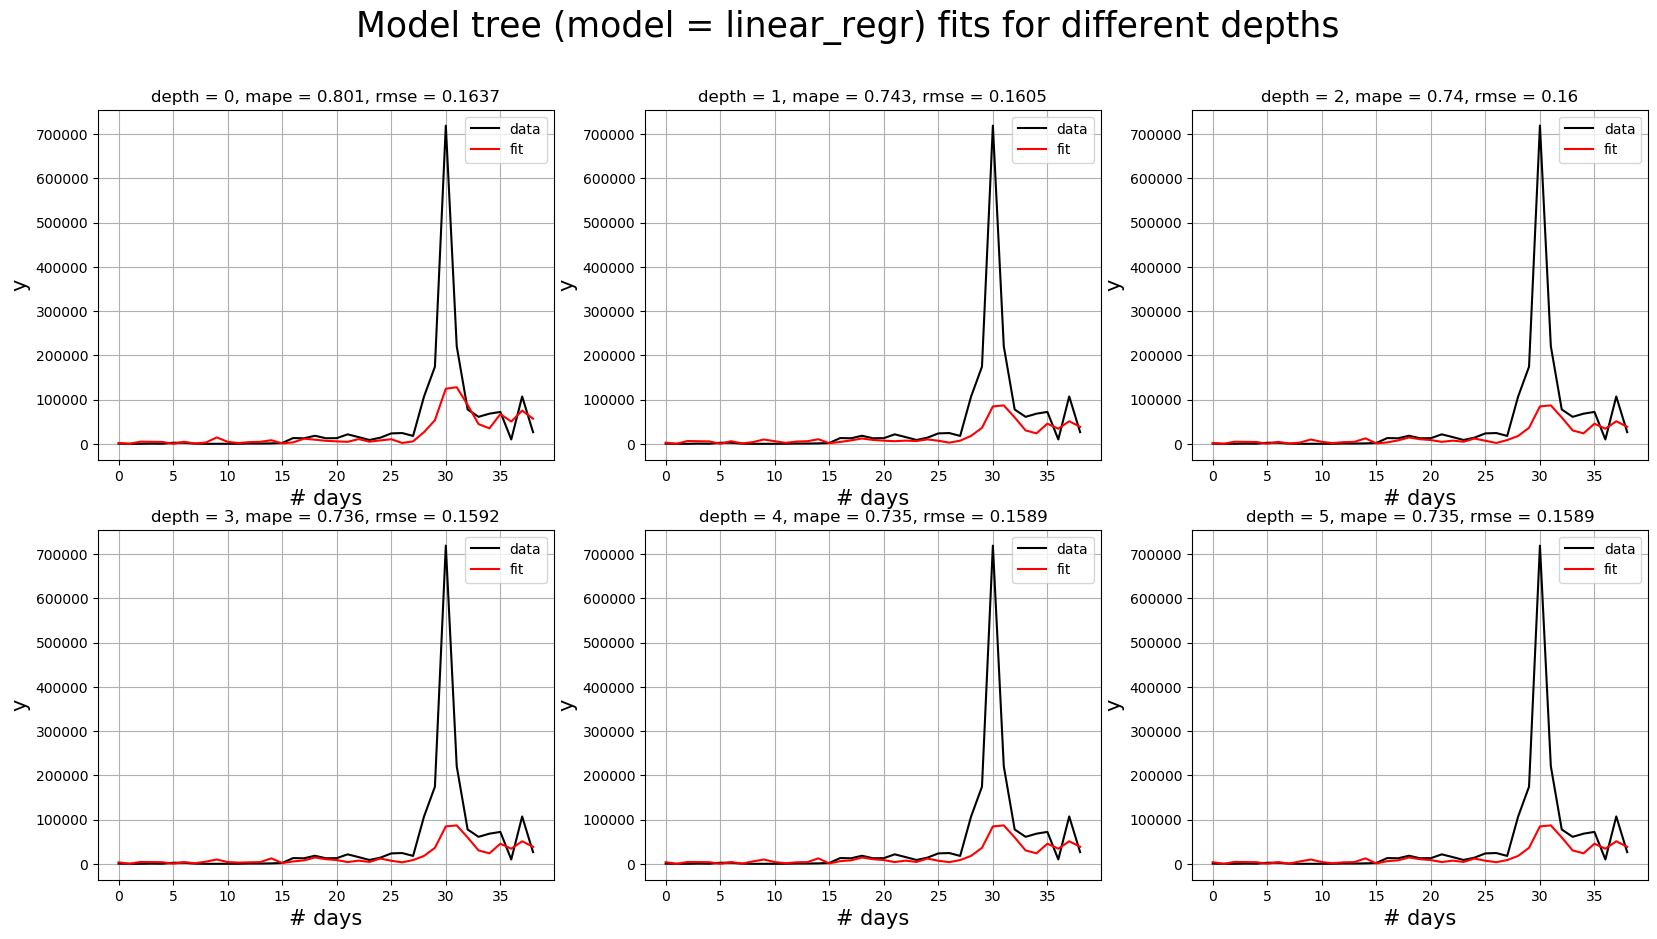 Model tree (model = linear_regr) fits for different depths
depth = 0, mape = 0.801, rmse = 0.1637
700000
600000
500000
400000
300000
200000
100000
0
y
data
fit
0 5 10 15 20 25 30 35
# days
depth = 1, mape = 0.743, rmse = 0.1605
700000
600000
500000
400000
300000
200000
100000
0
y
data
fit
0 5 10 15 20 25 30 35
# days
depth = 2, mape = 0.74, rmse = 0.16
700000
600000
500000
400000
300000
200000
100000
0
y
data
fit
0 5 10 15 20 25 30 35
# days
depth = 3, mape = 0.736, rmse = 0.1592
700000
600000
500000
400000
300000
200000
100000
0
y
data
fit
0 5 10 15 20 25 30 35
# days
depth = 4, mape = 0.735, rmse = 0.1589
700000
600000
500000
400000
300000
200000
100000
0
y
data
fit
0 5 10 15 20 25 30 35
# days
depth = 5, mape = 0.735, rmse = 0.1589
700000
600000
500000
400000
300000
200000
100000
0
y
data
fit
0 5 10 15 20 25 30 35
# days